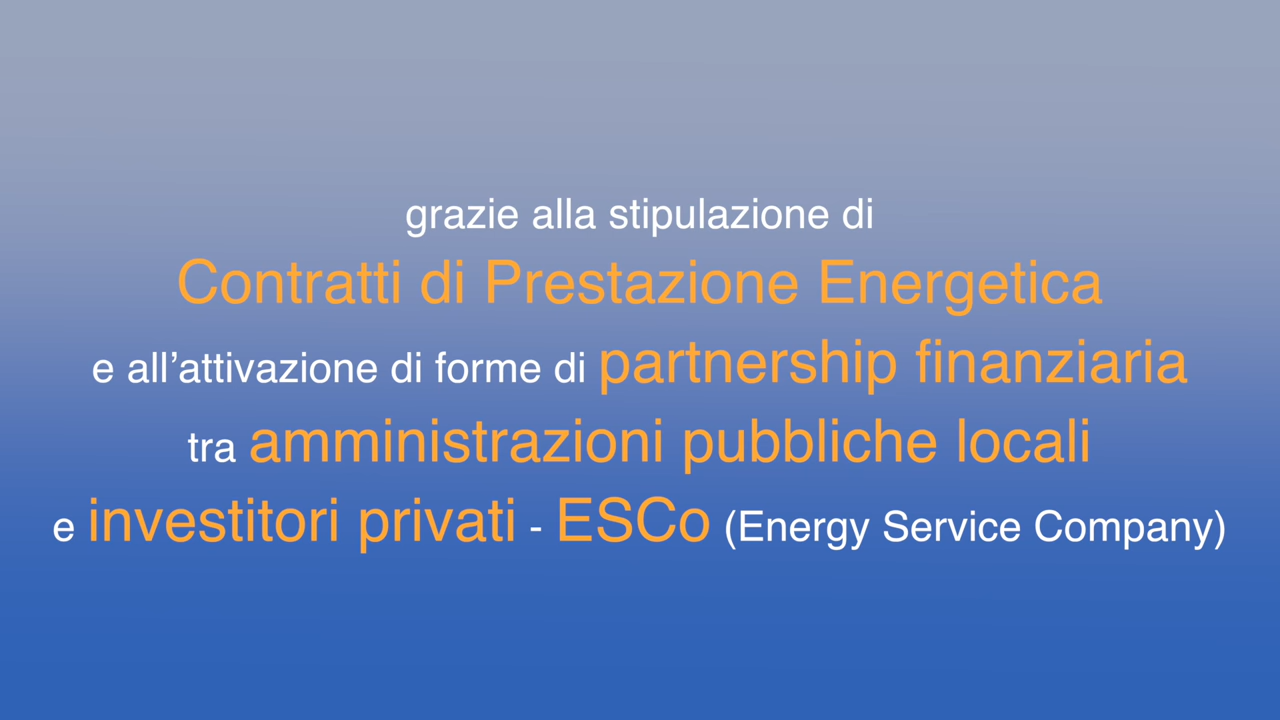 grazie alla stipulazione di
Contratti di Prestazione Energetica
e all’attivazione di forme di partnership finanziaria
tra amministrazioni pubbliche locali
e investitori privati - ESCo (Energy Service Company)